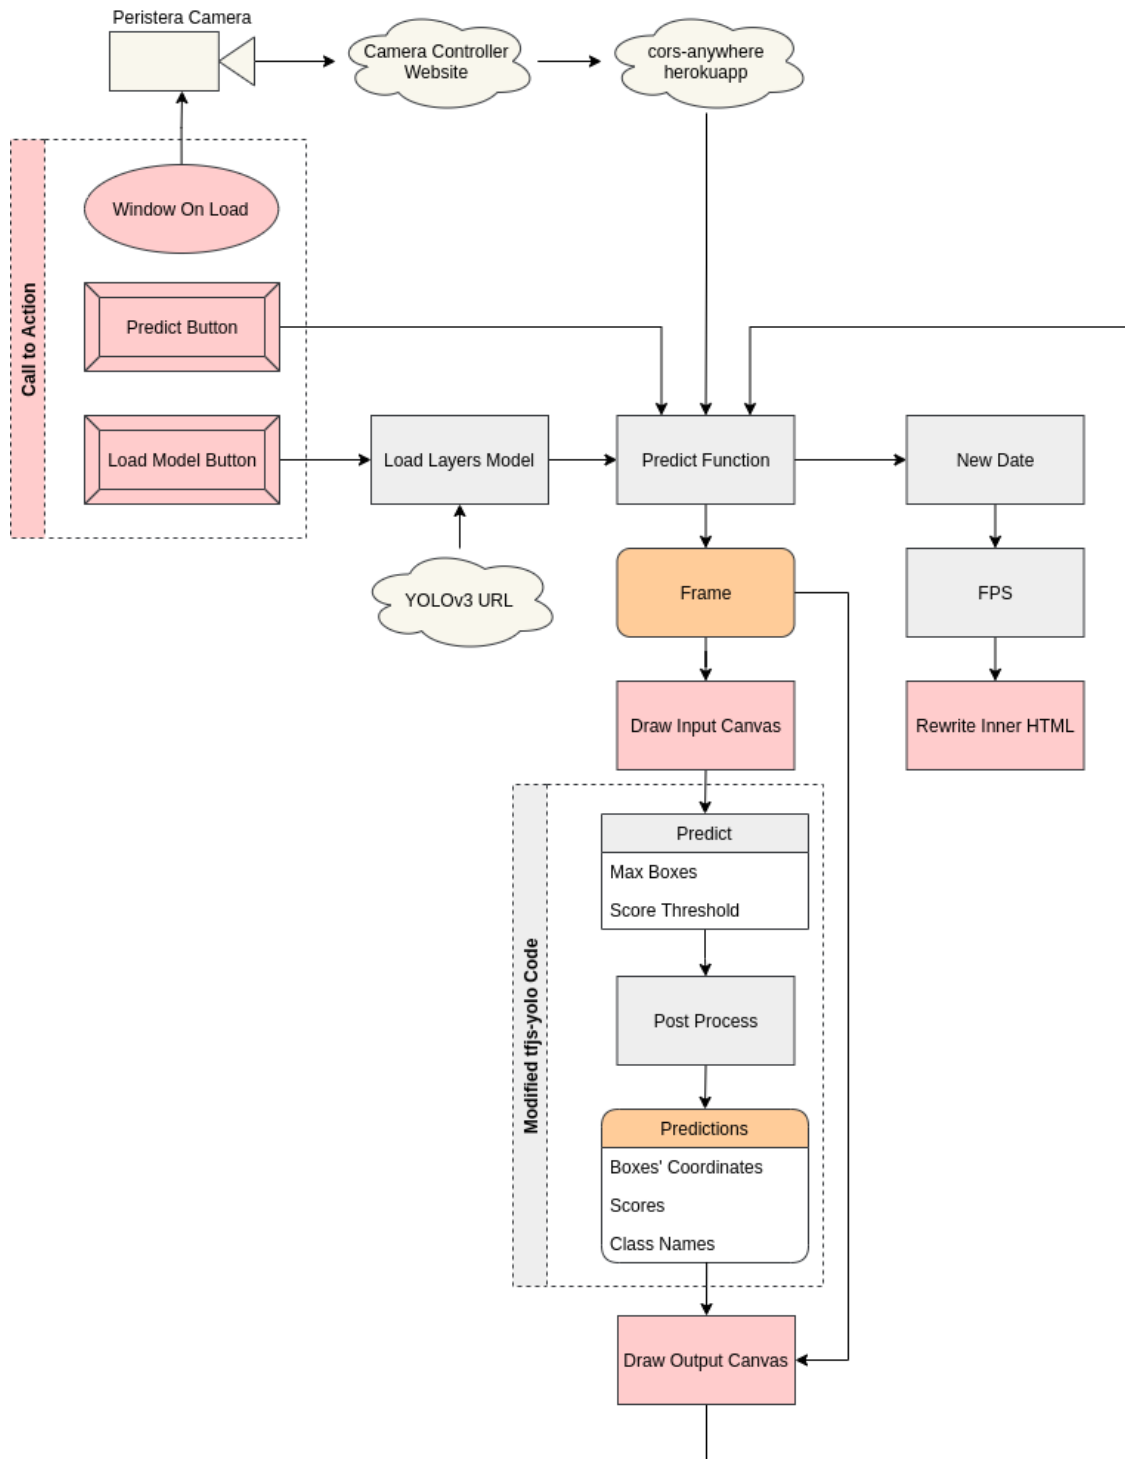 Peristera Camera
Camera Controller
Website
cors-anywhere
herokuapp
Call to Action
Window On Load
Predict Button
Load Model Button
Load Layers Model
Predict Function
New Date
YOLOv3 URL
Frame
FPS
Draw Input Canvas
Rewrite Inner HTML
Modified tfjs-yolo Code
Predict
Max Boxes
Score Threshold
Post Process
Predictions
Boxes' Coordinates
Scores
Class Names
Draw Output Canvas